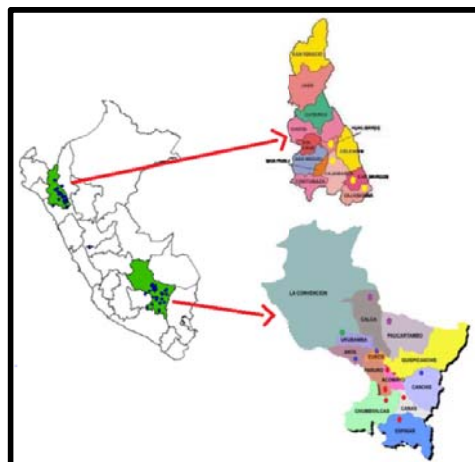 SAN IGNACIO
JAEN
CUTERVO
CHOTA
HUALGAYOC
CELENDIN
SAN MIGUEL
SAN PABLO
CONTUMAZA
CAJAMARCA
SAN MARCOS
CAJABAMBA
LA CONVENCION
CALCA
PAUCARTAMBO
URUBAMBA
QUISPICANCHI
ANTA
CUSCO
PARURO
ACOMAYO
CANCHIS
CHUMBIVILCAS
CANAS
ESPINAR